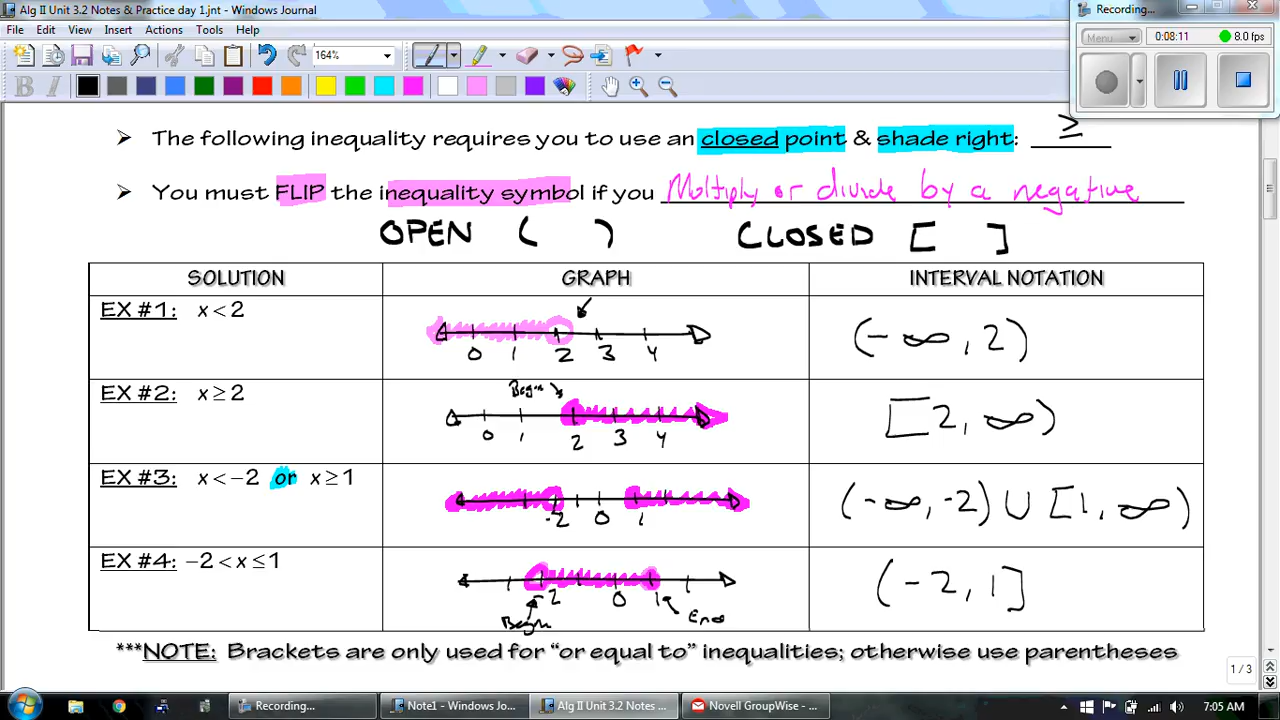 Alg II Unit 3.2 Notes & Practice day 1.jnt - Windows Journal
Recording...
File Edit View Insert Actions Tools Help
Menu 0:08:11 8.0 fps
164%
B I
➤ The following inequality requires you to use an closed point & shade right: ≥
➤ You must FLIP the inequality symbol if you Multiply or divide by a negative
OPEN ( ) CLOSED [ ]
SOLUTION GRAPH INTERVAL NOTATION
EX #1: x < 2
0 1 2 3 4
(-∞, 2)
EX #2: x ≥ 2
Begin
0 1 2 3 4
[2, ∞)
EX #3: x < -2 or x ≥ 1
-2 0 1
(-∞, -2) ∪ [1, ∞)
EX #4: -2 < x ≤ 1
-2 0 1
Begin End
(-2, 1]
***NOTE: Brackets are only used for "or equal to" inequalities; otherwise use parentheses
1 / 3
Recording... Note1 - Windows Jo... Alg II Unit 3.2 Notes ... Novell GroupWise - ... 7:05 AM